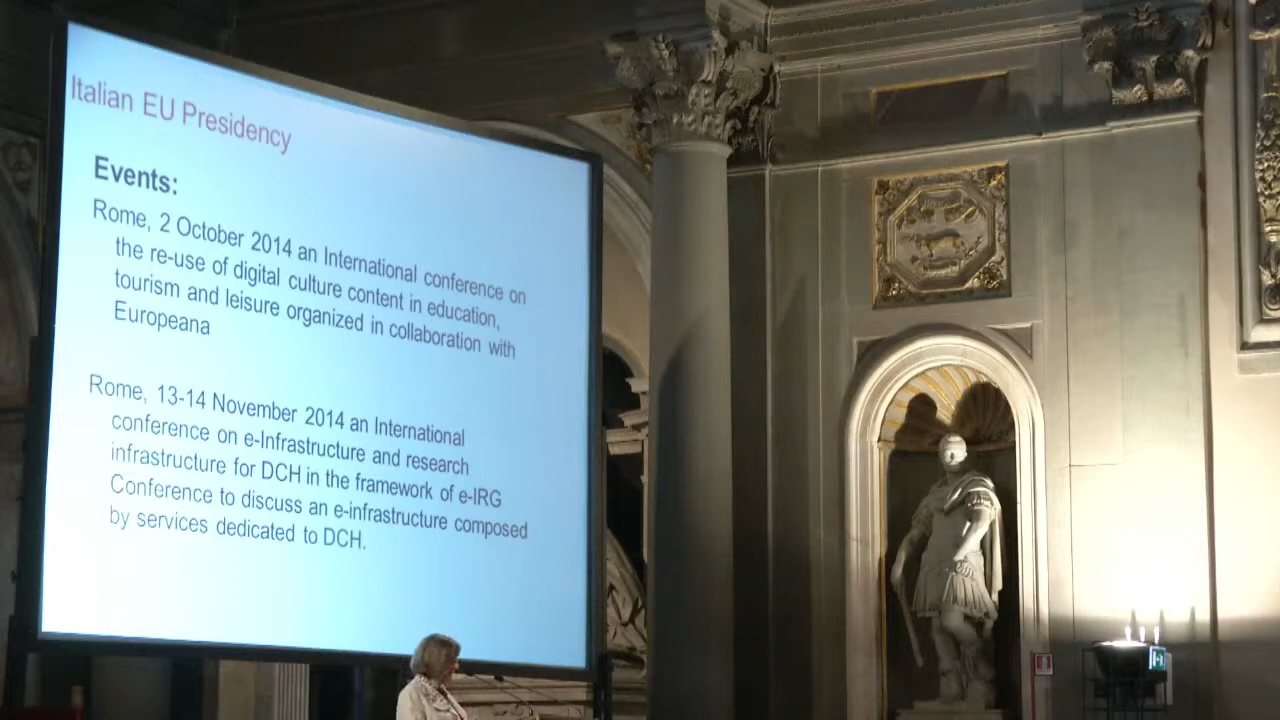 Italian EU Presidency
Events:
Rome, 2 October 2014 an International conference on
the re-use of digital culture content in education,
tourism and leisure organized in collaboration with
Europeana
Rome, 13-14 November 2014 an International
conference on e-Infrastructure and research
infrastructure for DCH in the framework of e-IRG
Conference to discuss an e-infrastructure composed
by services dedicated to DCH.